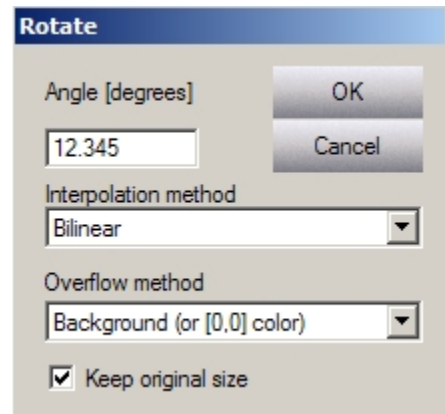 Rotate
Angle [degrees]
OK
12.345
Cancel
Interpolation method
Bilinear
Overflow method
Background (or [0,0] color)
Keep original size